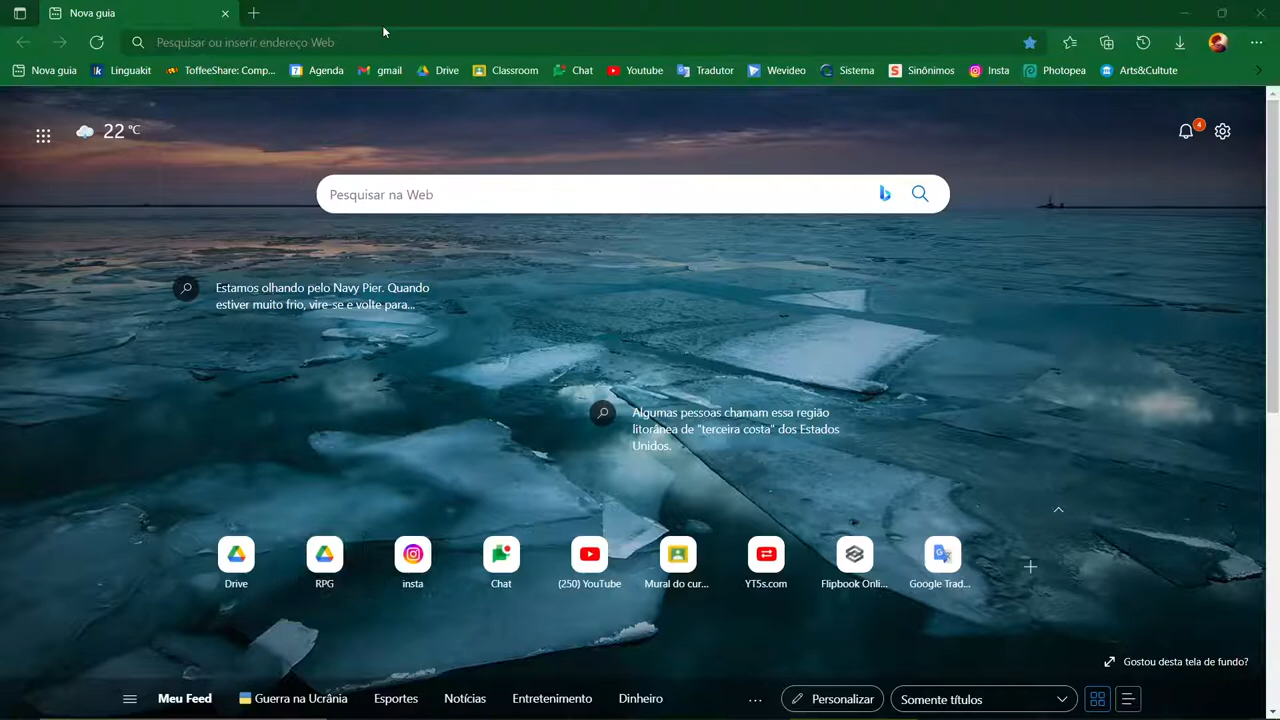 Nova guia
Pesquisar ou inserir endereço Web
Nova guia Linguakit ToffeeShare: Comp... Agenda gmail Drive Classroom Chat Youtube Tradutor Wevideo Sistema Sinônimos Insta Photopea Arts&Cutute
22 °C
4
Pesquisar na Web
Estamos olhando pelo Navy Pier. Quando
estiver muito frio, vire-se e volte para...
Algumas pessoas chamam essa região
litorânea de "terceira costa" dos Estados
Unidos.
Drive RPG insta Chat (250) YouTube Mural do cur... YT5s.com Flipbook Onli... Google Trad...
Gostou desta tela de fundo?
Meu Feed Guerra na Ucrânia Esportes Notícias Entretenimento Dinheiro ... Personalizar Somente títulos